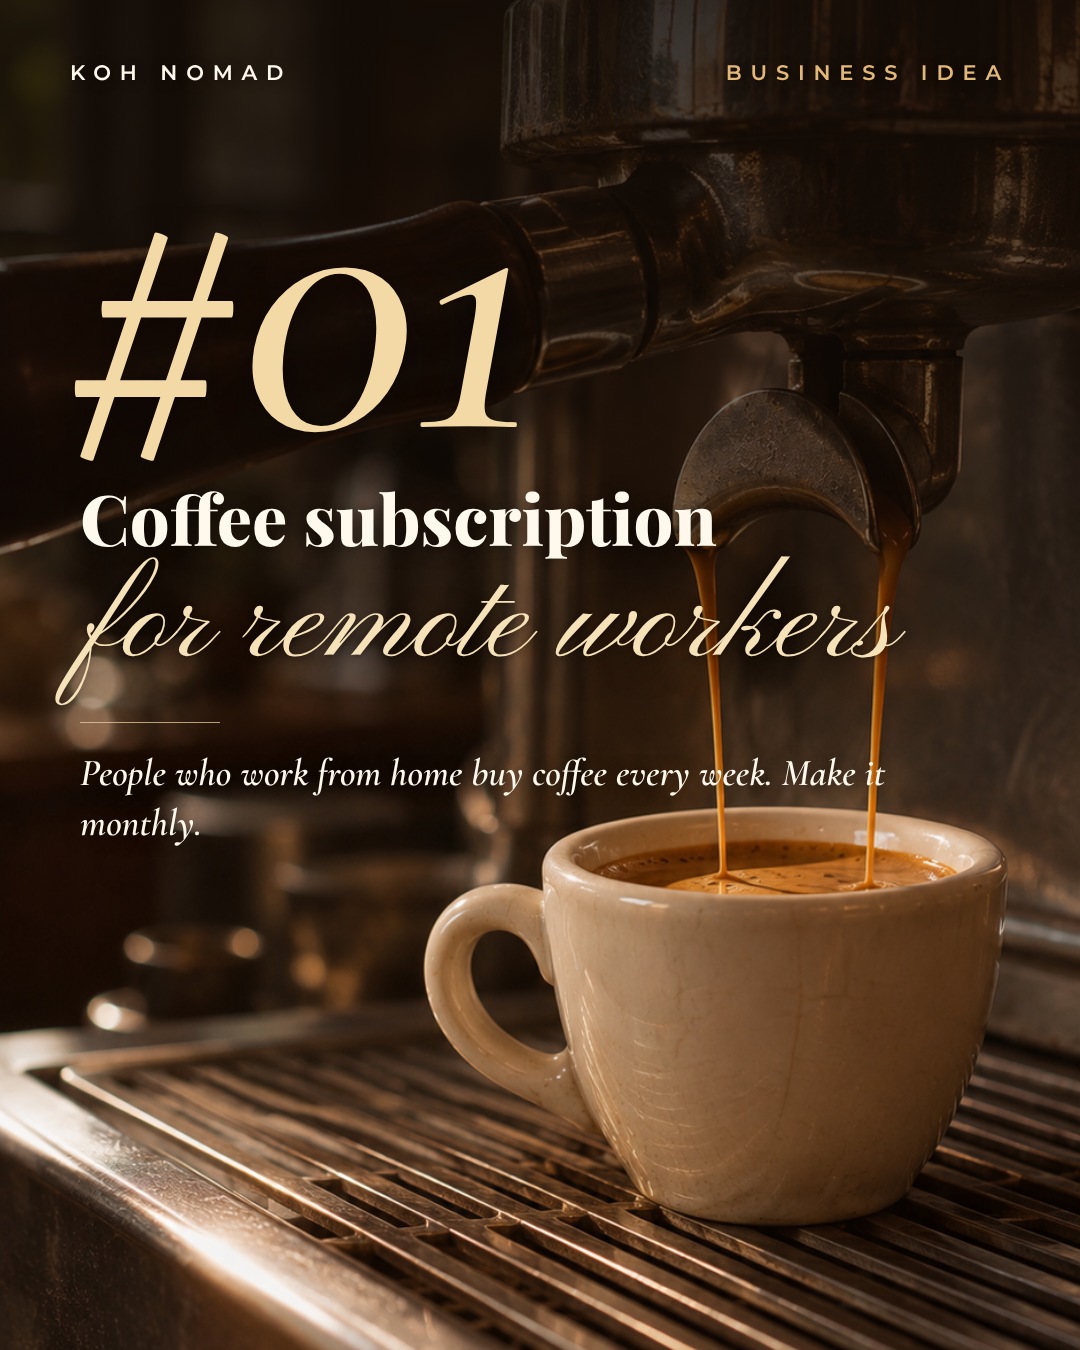 KOH NOMAD
BUSINESS IDEA
#01
Coffee subscription
for remote workers
People who work from home buy coffee every week. Make it
monthly.